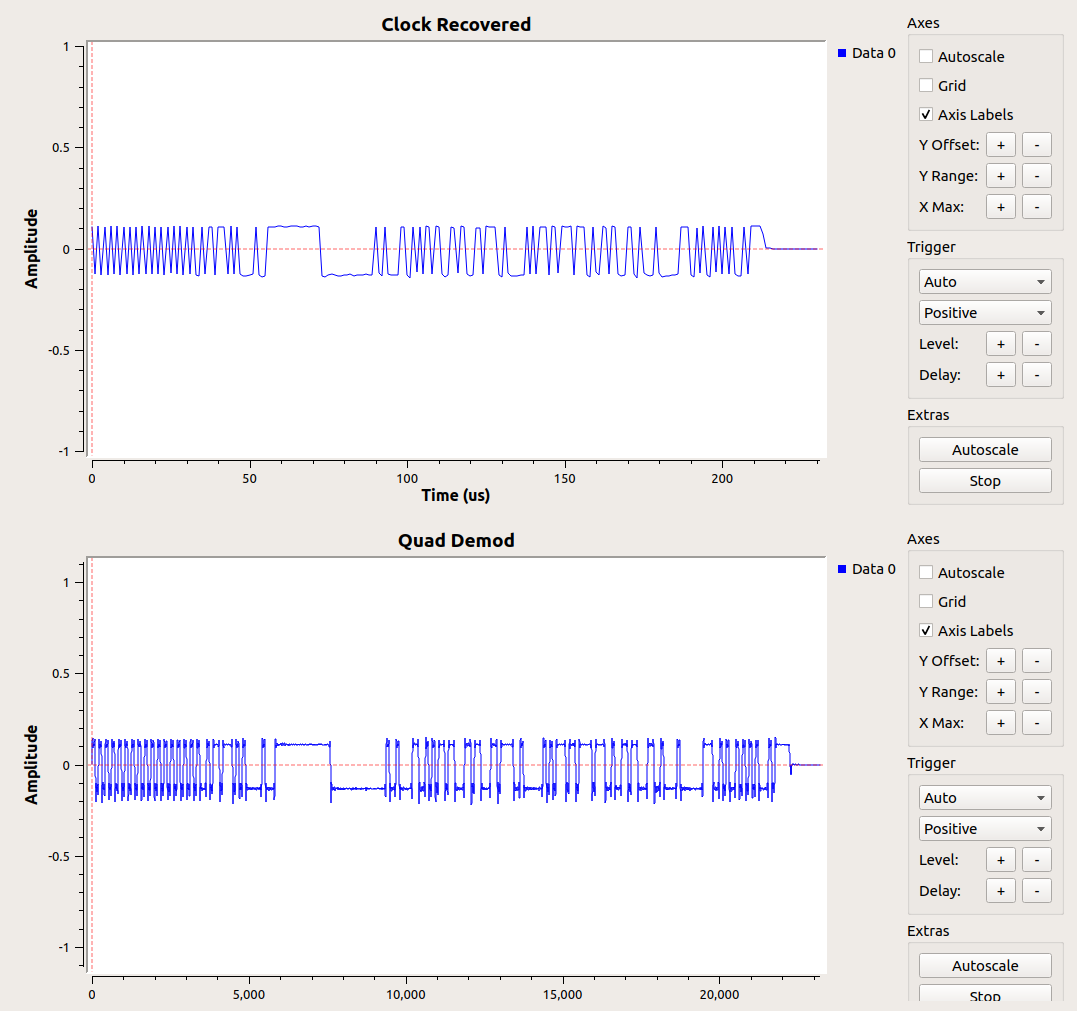 Clock Recovered
1
0.5
0
-0.5
-1
Amplitude
0 50 100 150 200
Time (us)
Data 0
Axes
Autoscale
Grid
Axis Labels
Y Offset: + -
Y Range: + -
X Max: + -
Trigger
Auto
Positive
Level: + -
Delay: + -
Extras
Autoscale
Stop
Quad Demod
1
0.5
0
-0.5
-1
Amplitude
0 5,000 10,000 15,000 20,000
Data 0
Axes
Autoscale
Grid
Axis Labels
Y Offset: + -
Y Range: + -
X Max: + -
Trigger
Auto
Positive
Level: + -
Delay: + -
Extras
Autoscale
Stop